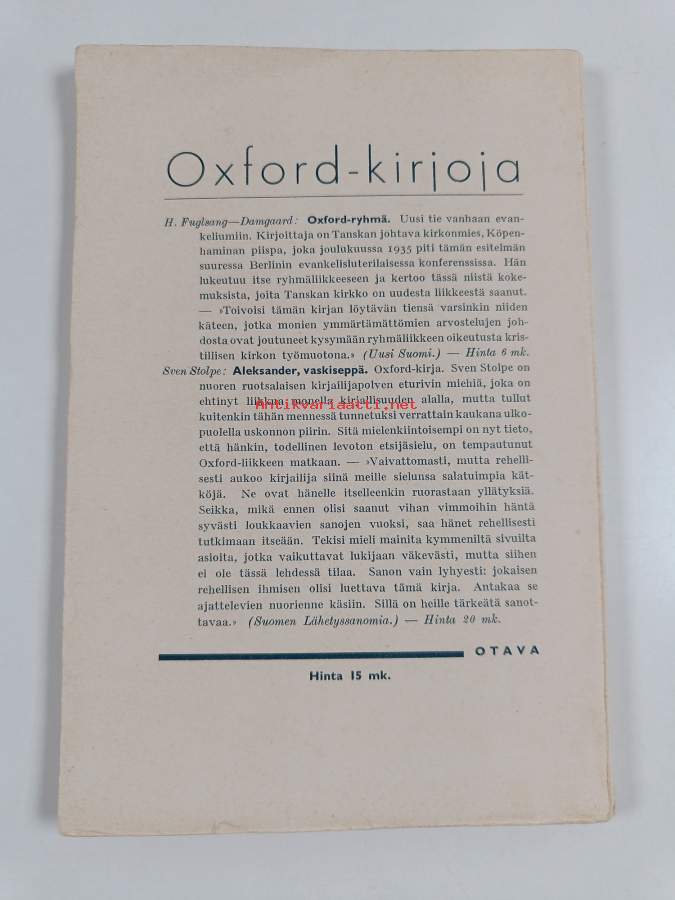 Oxford-kirjoja
H. Fuglsang—Damgaard: Oxford-ryhmä. Uusi tie vanhaan evan-
keliumiin. Kirjoittaja on Tanskan johtava kirkonmies, Köpen-
haminan piispa, joka joulukuussa 1935 piti tämän esitelmän
suuressa Berlinin evankelisluterilaisessa konferenssissa. Hän
lukeutuu itse ryhmäliikkeeseen ja kertoo tässä niistä koke-
muksista, joita Tanskan kirkko on uudesta liikkeestä saanut.
— »Toivoisi tämän kirjan löytävän tiensä varsinkin niiden
käteen, jotka monien ymmärtämättömien arvostelujen joh-
dosta ovat joutuneet kysymään ryhmäliikkeen oikeutusta kris-
tillisen kirkon työmuotona.» (Uusi Suomi.) — Hinta 6 mk.
Sven Stolpe: Aleksander, vaskiseppä. Oxford-kirja. Sven Stolpe on
nuoren ruotsalaisen kirjailijapolven eturivin miehiä, joka on
ehtinyt liikkua monella kirjallisuuden alalla, mutta tullut
Antikvariaatti.net
kuitenkin tähän mennessä tunnetuksi verrattain kaukana ulko-
puolella uskonnon piirin. Sitä mielenkiintoisempi on nyt tieto,
että hänkin, todellinen levoton etsijäsielu, on tempautunut
Oxford-liikkeen matkaan. — »Vaivattomasti, mutta rehelli-
sesti aukoo kirjailija siinä meille sielunsa salatuimpia kät-
köjä. Ne ovat hänelle itselleenkin ruorastaan yllätyksiä.
Seikka, mikä ennen olisi saanut vihan vimmoihin häntä
syvästi loukkaavien sanojen vuoksi, saa hänet rehellisesti
tutkimaan itseään. Tekisi mieli mainita kymmeniltä sivuilta
asioita, jotka vaikuttavat lukijaan väkevästi, mutta siihen
ei ole tässä lehdessä tilaa. Sanon vain lyhyesti: jokaisen
rehellisen ihmisen olisi luettava tämä kirja. Antakaa se
ajattelevien nuorienne käsiin. Sillä on heille tärkeätä sanot-
tavaa.» (Suomen Lähetyssanomia.) — Hinta 20 mk.
OTAVA
Hinta 15 mk.